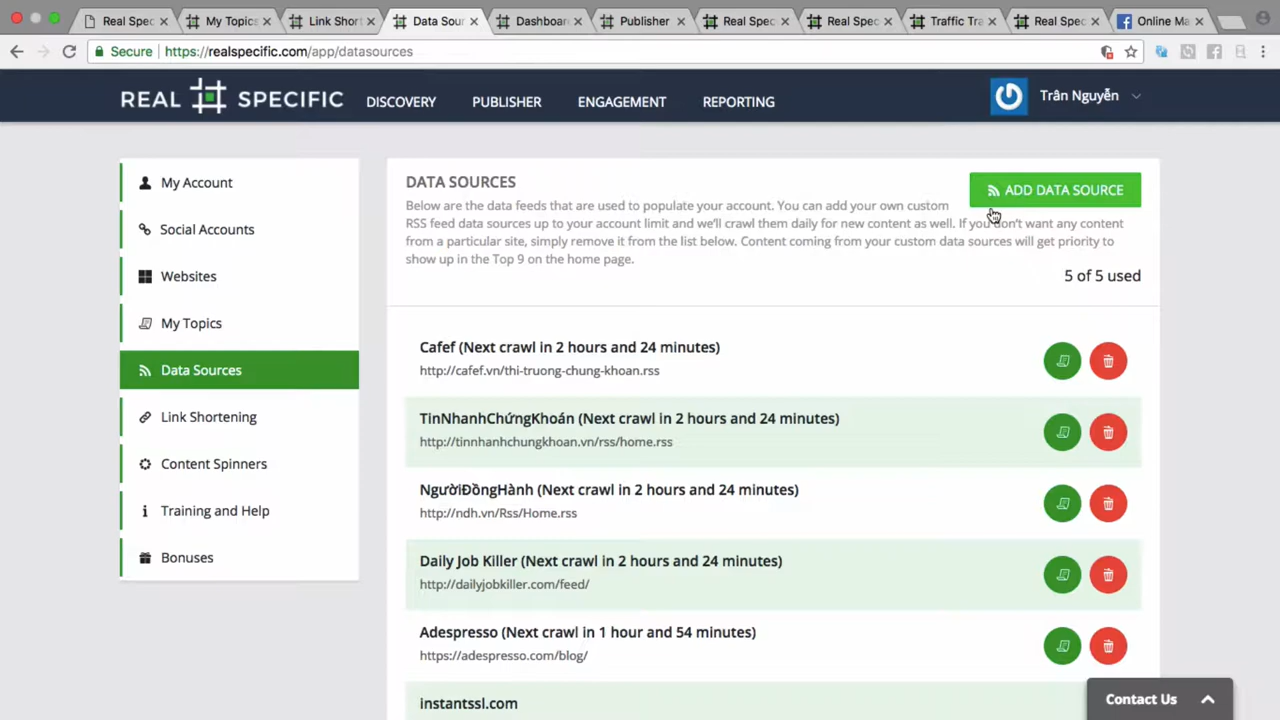 Real Spec
My Topics
Link Short
Data Sour
Dashboar
Publisher
Real Spec
Real Spec
Traffic Tra
Real Spec
Online Ma
Secure https://realspecific.com/app/datasources
REAL SPECIFIC
DISCOVERY
PUBLISHER
ENGAGEMENT
REPORTING
Trân Nguyễn
My Account
Social Accounts
Websites
My Topics
Data Sources
Link Shortening
Content Spinners
Training and Help
Bonuses
DATA SOURCES
ADD DATA SOURCE
Below are the data feeds that are used to populate your account. You can add your own custom
RSS feed data sources up to your account limit and we'll crawl them daily for new content as well. If you don't want any content
from a particular site, simply remove it from the list below. Content coming from your custom data sources will get priority to
show up in the Top 9 on the home page.
5 of 5 used
Cafef (Next crawl in 2 hours and 24 minutes)
http://cafef.vn/thi-truong-chung-khoan.rss
TinNhanhChứngKhoán (Next crawl in 2 hours and 24 minutes)
http://tinnhanhchungkhoan.vn/rss/home.rss
NgườiĐồngHành (Next crawl in 2 hours and 24 minutes)
http://ndh.vn/Rss/Home.rss
Daily Job Killer (Next crawl in 2 hours and 24 minutes)
http://dailyjobkiller.com/feed/
Adespresso (Next crawl in 1 hour and 54 minutes)
https://adespresso.com/blog/
instantssl.com
Contact Us